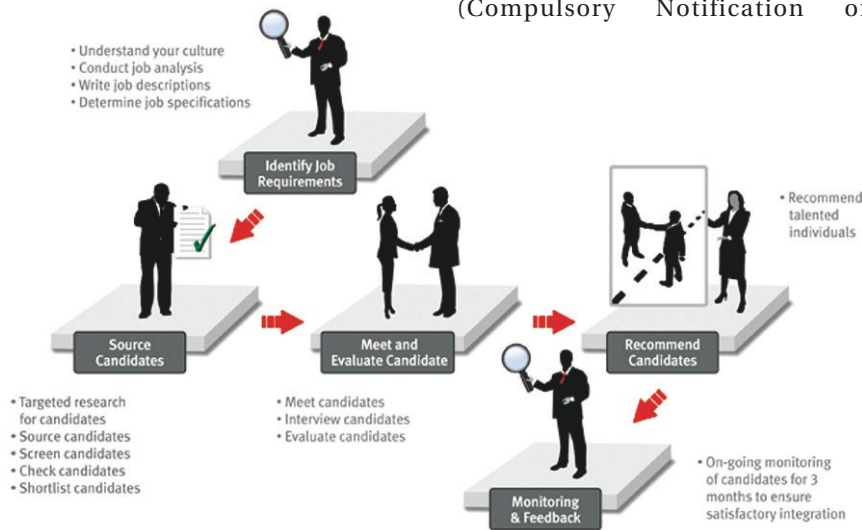 (Compulsory Notification of
• Understand your culture
• Conduct job analysis
• Write job descriptions
• Determine job specifications
Identify Job
Requirements
• Recommend
talented
individuals
Source
Candidates
Meet and
Evaluate Candidate
Recommend
Candidates
• Targeted research
for candidates
• Source candidates
• Screen candidates
• Check candidates
• Shortlist candidates
• Meet candidates
• Interview candidates
• Evaluate candidates
Monitoring
& Feedback
• On-going monitoring
of candidates for 3
months to ensure
satisfactory integration